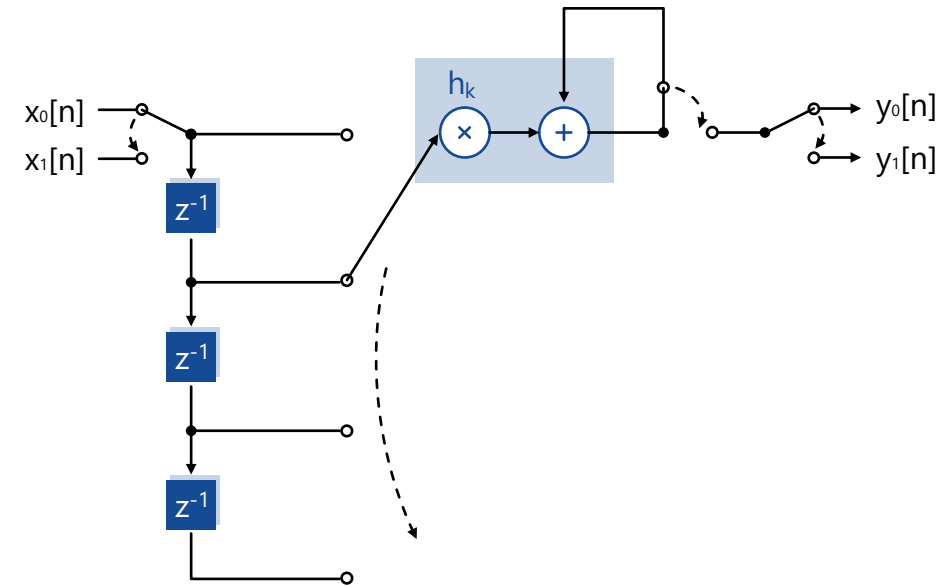 x₀[n]
x₁[n]
hₖ
×
+
y₀[n]
y₁[n]
z⁻¹
z⁻¹
z⁻¹